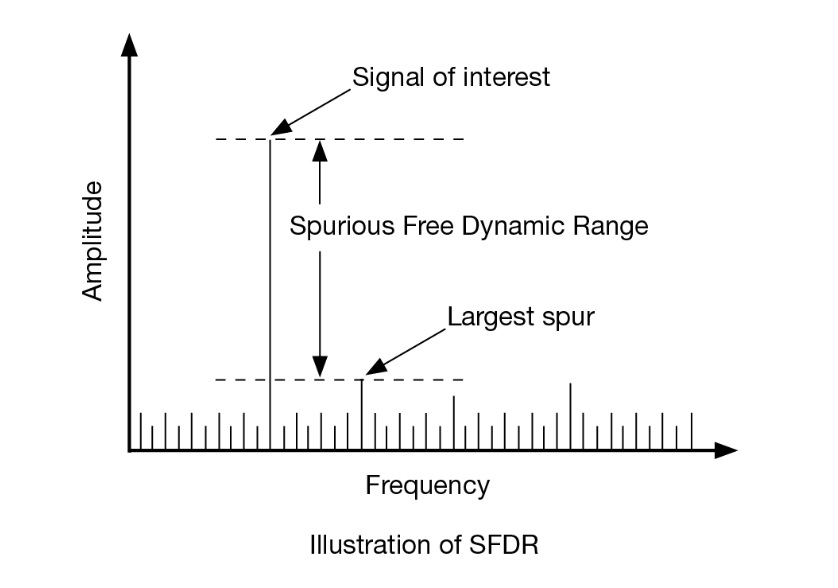 Signal of interest
Spurious Free Dynamic Range
Amplitude
Largest spur
Frequency
Illustration of SFDR